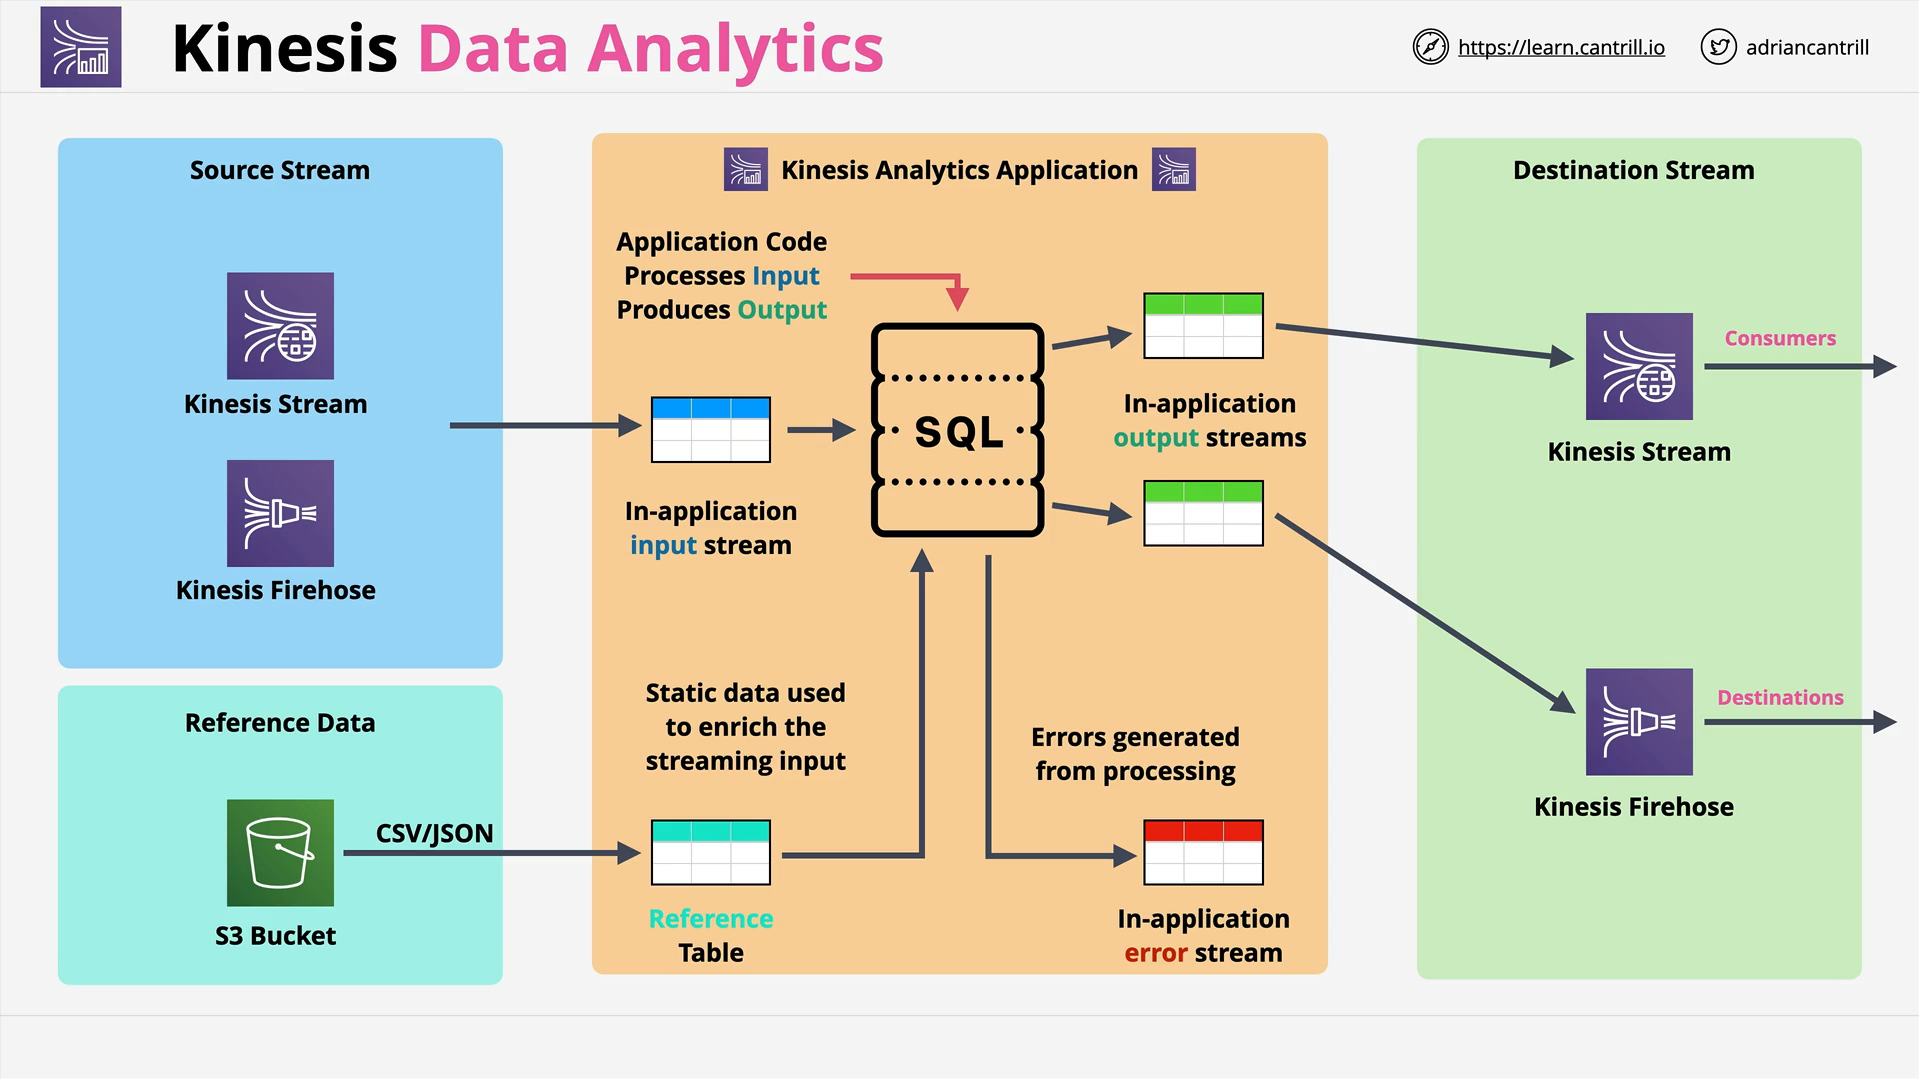 Kinesis Data Analytics
https://learn.cantrill.io
adriancantrill
Source Stream
Kinesis Stream
Kinesis Firehose
Reference Data
CSV/JSON
S3 Bucket
Kinesis Analytics Application
Application Code
Processes Input
Produces Output
SQL
In-application
input stream
In-application
output streams
Static data used
to enrich the
streaming input
Errors generated
from processing
Reference
Table
In-application
error stream
Destination Stream
Consumers
Kinesis Stream
Destinations
Kinesis Firehose